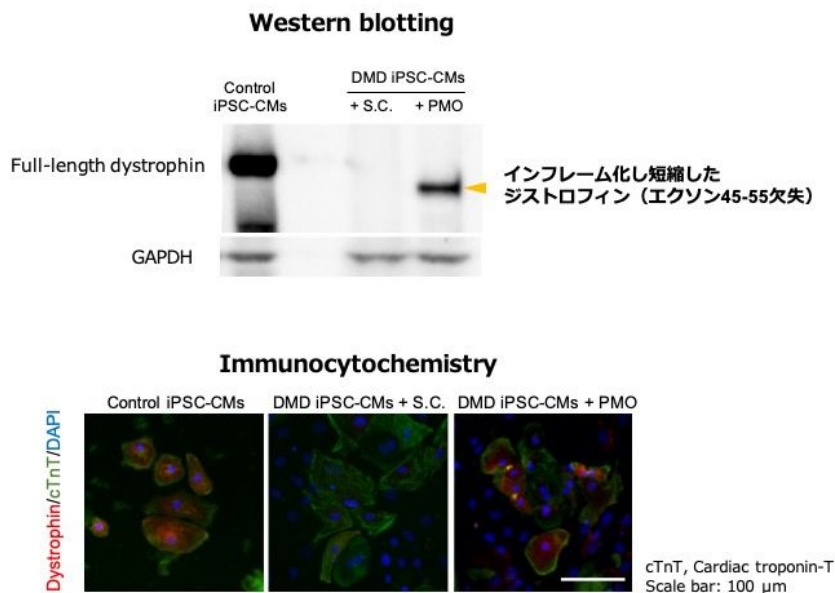 Western blotting
Control
iPSC-CMs
DMD iPSC-CMs
+ S.C.
+ PMO
Full-length dystrophin
インフレーム化し短縮した
ジストロフィン（エクソン45-55欠失）
GAPDH
Immunocytochemistry
Control iPSC-CMs
DMD iPSC-CMs + S.C.
DMD iPSC-CMs + PMO
Dystrophin/cTnT/DAPI
cTnT, Cardiac troponin-T
Scale bar: 100 μm